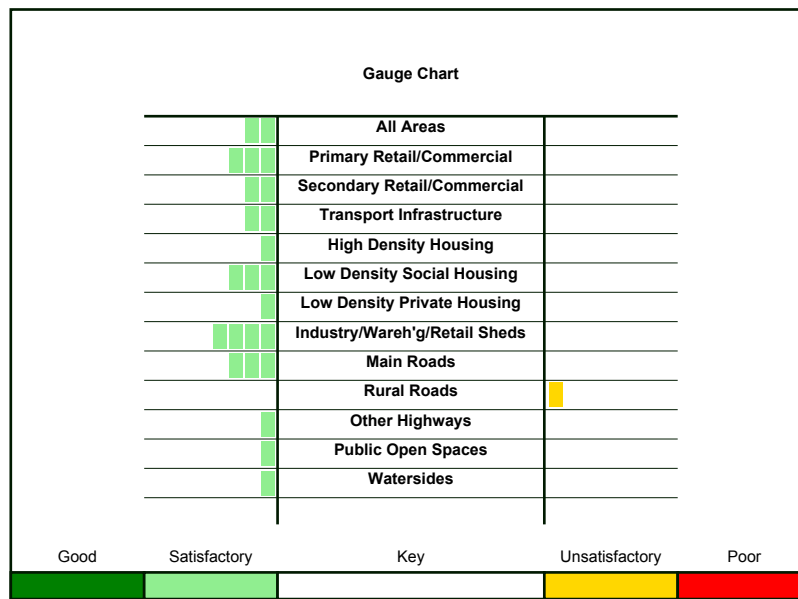 Gauge Chart
All Areas
Primary Retail/Commercial
Secondary Retail/Commercial
Transport Infrastructure
High Density Housing
Low Density Social Housing
Low Density Private Housing
Industry/Wareh'g/Retail Sheds
Main Roads
Rural Roads
Other Highways
Public Open Spaces
Watersides
Good Satisfactory Key Unsatisfactory Poor